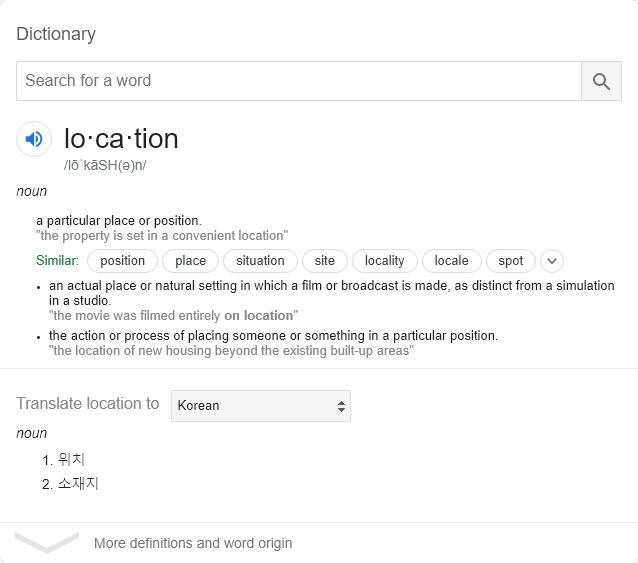 Dictionary
Search for a word
lo·ca·tion
/lōˈkāSH(ə)n/
noun
a particular place or position.
"the property is set in a convenient location"
Similar: position place situation site locality locale spot
• an actual place or natural setting in which a film or broadcast is made, as distinct from a simulation
in a studio.
"the movie was filmed entirely on location"
• the action or process of placing someone or something in a particular position.
"the location of new housing beyond the existing built-up areas"
Translate location to Korean
noun
1. 위치
2. 소재지
More definitions and word origin